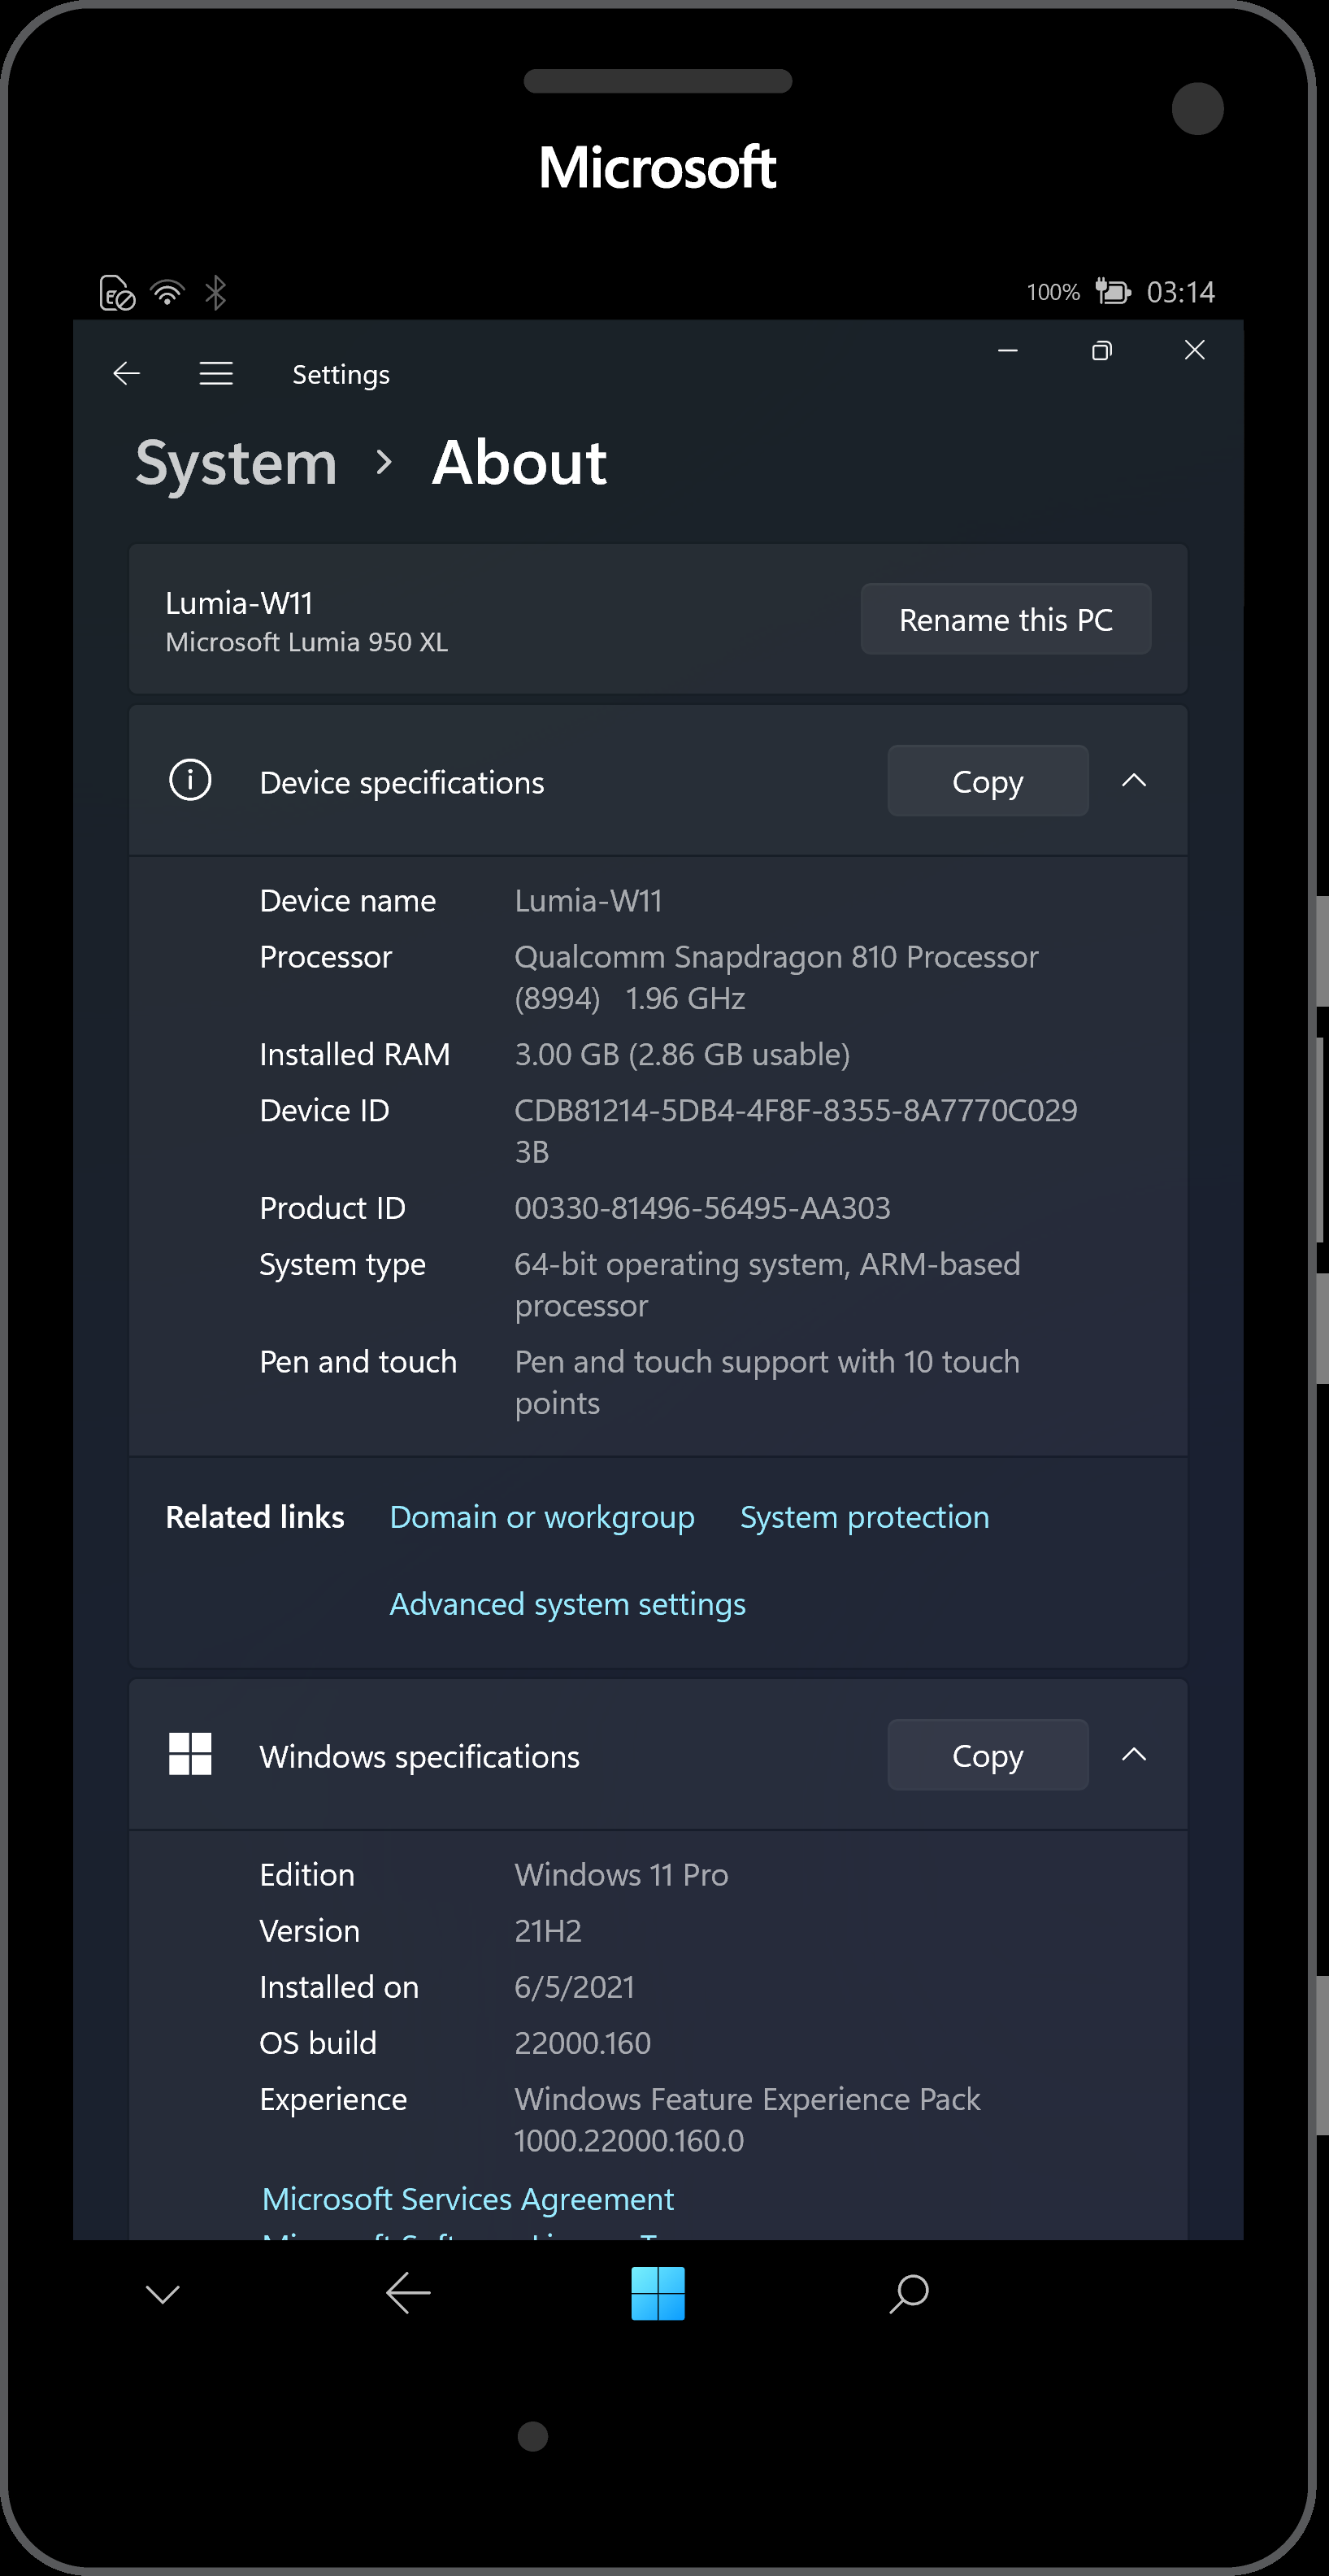 Microsoft
100% 03:14
Settings
System > About
Lumia-W11
Microsoft Lumia 950 XL
Rename this PC
Device specifications
Copy
Device name Lumia-W11
Processor Qualcomm Snapdragon 810 Processor
(8994) 1.96 GHz
Installed RAM 3.00 GB (2.86 GB usable)
Device ID CDB81214-5DB4-4F8F-8355-8A7770C029
3B
Product ID 00330-81496-56495-AA303
System type 64-bit operating system, ARM-based
processor
Pen and touch Pen and touch support with 10 touch
points
Related links Domain or workgroup System protection
Advanced system settings
Windows specifications
Copy
Edition Windows 11 Pro
Version 21H2
Installed on 6/5/2021
OS build 22000.160
Experience Windows Feature Experience Pack
1000.22000.160.0
Microsoft Services Agreement